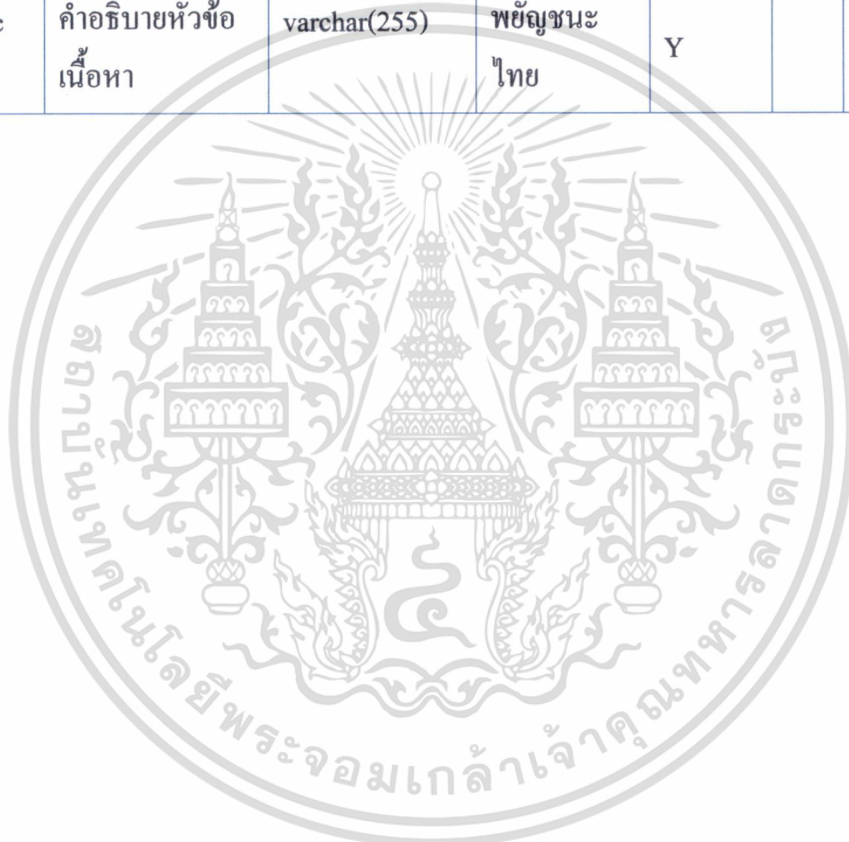 คำอธิบายหัวข้อ varchar(255) พยัญชนะ Y
เนื้อหา ไทย
สถาบันเทคโนโลยีพระจอมเกล้าเจ้าคุณทหารลาดกระบัง